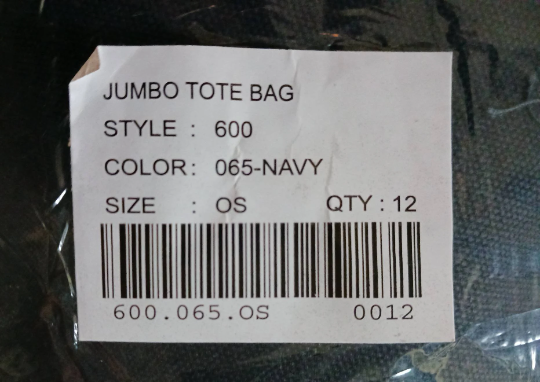 JUMBO TOTE BAG
STYLE : 600
COLOR: 065-NAVY
SIZE : OS QTY : 12
600.065.OS 0012